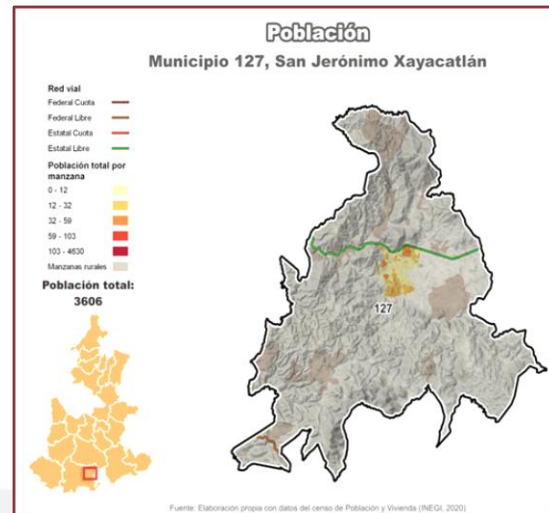 Población
Municipio 127, San Jerónimo Xayacatlán
Red vial
Federal Cuota
Federal Libre
Estatal Cuota
Estatal Libre
Población total por
manzana
0 - 12
12 - 32
32 - 59
59 - 103
103 - 4630
Manzanas rurales
Población total:
3606
127
Fuente: Elaboración propia con datos del censo de Población y Vivienda (INEGI, 2020)